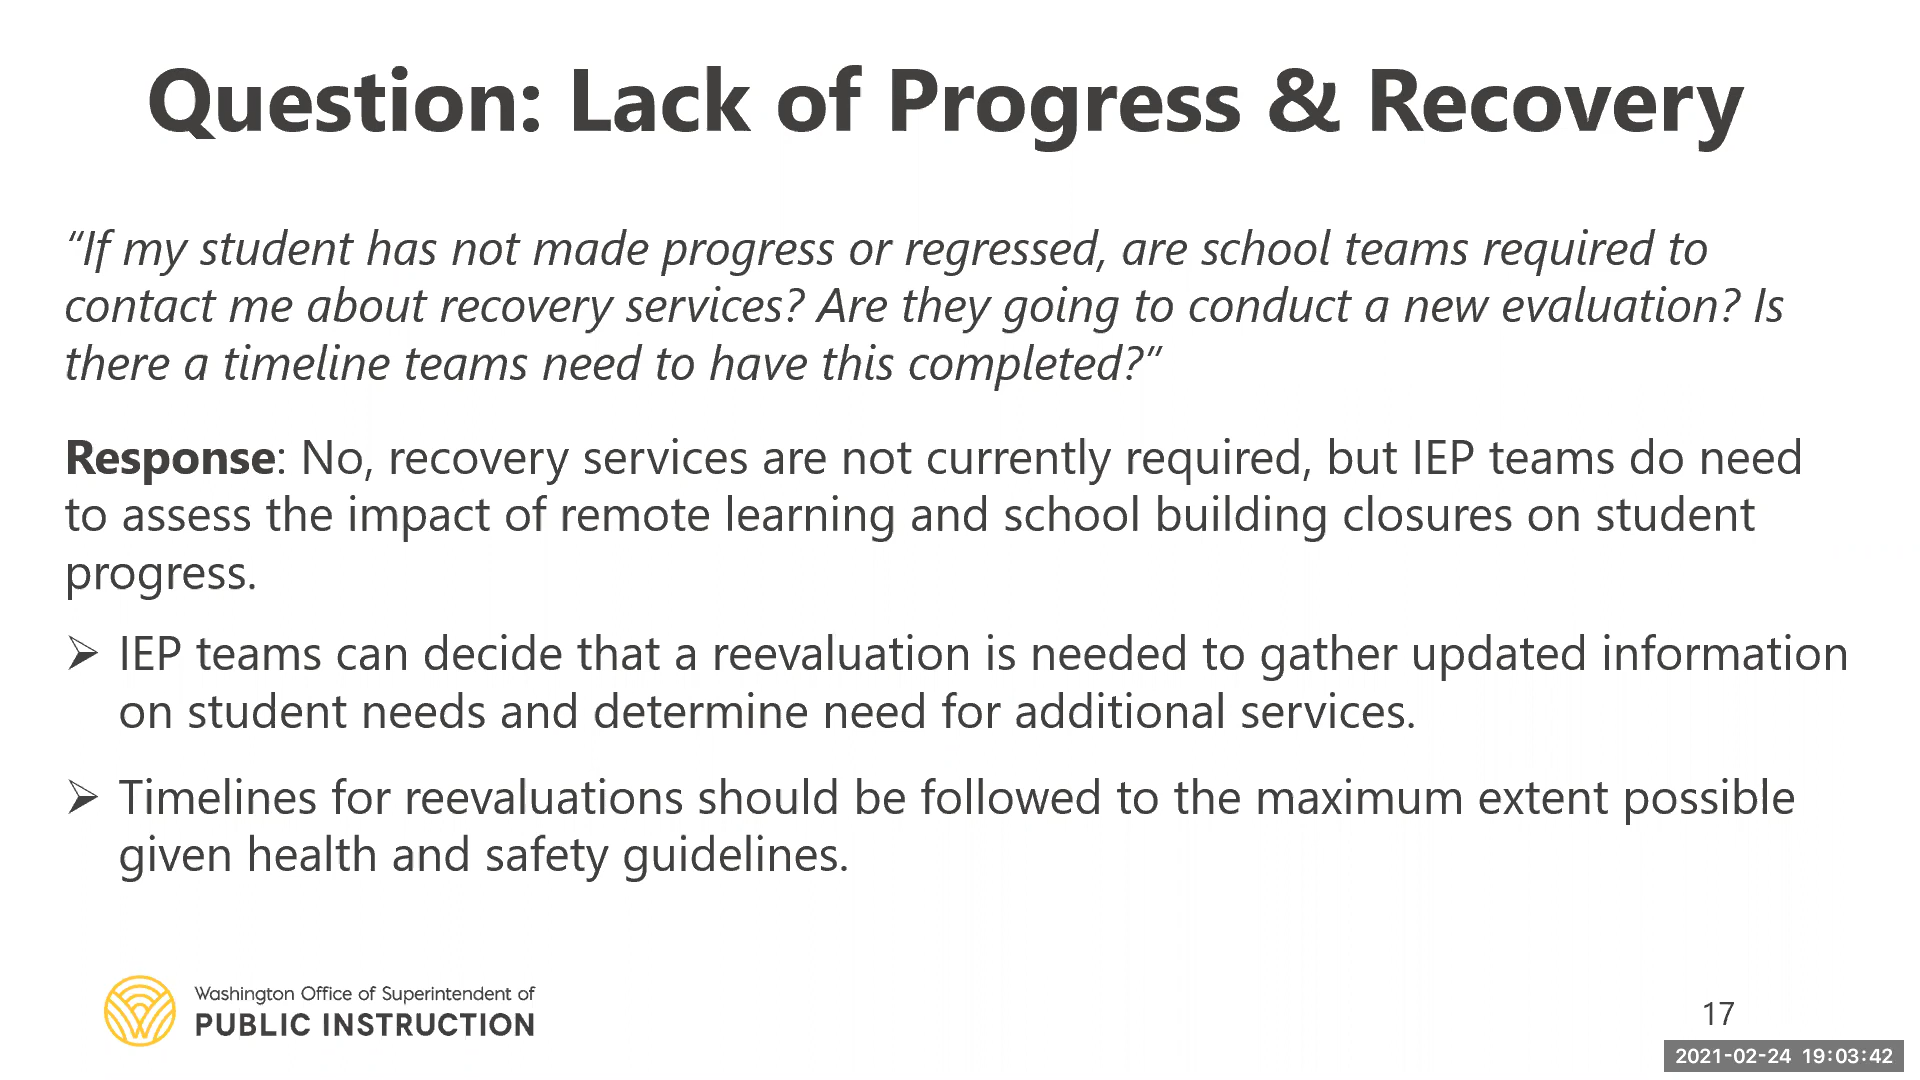 Question: Lack of Progress & Recovery
“If my student has not made progress or regressed, are school teams required to
contact me about recovery services? Are they going to conduct a new evaluation? Is
there a timeline teams need to have this completed?”
Response: No, recovery services are not currently required, but IEP teams do need
to assess the impact of remote learning and school building closures on student
progress.
➢ IEP teams can decide that a reevaluation is needed to gather updated information
on student needs and determine need for additional services.
➢ Timelines for reevaluations should be followed to the maximum extent possible
given health and safety guidelines.
Washington Office of Superintendent of
PUBLIC INSTRUCTION
17
2021-02-24 19:03:42